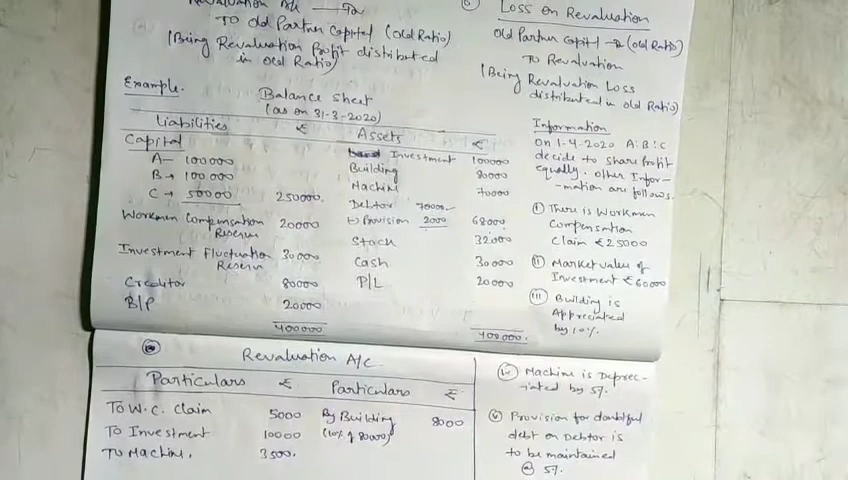 Revaluation A/c → Dr
To Old Partner Capital (Old Ratio)
(Being Revaluation Profit distributed
in old Ratio)
Loss on Revaluation
Old Partner Capitl → Dr (old Ratio)
To Revaluation
(Being Revaluation Loss
distributed in old Ratio)
Example.
Balance Sheet
(as on 31-3-2020)
Liabilities ₹ Assets ₹
Capital Investment 100000
A— 100000 Building 80000
B→ 100000 Machine 70000
C→ 50000 250000. Debtor 70000-
Workmen Compensation Reserve 20000 (-) Provision 2000 68000
Investment Fluctuation Reserve 30000 Stock 32000
Cash 30000
Creditor 80000 P/L 20000
B/P 20000
400000 400000.
Information
On 1-4-2020 A:B:C
decide to share Profit
equally. other Infor-
-mation are follows.
(i) There is Workmen
Compensation
Claim ₹25000
(ii) Market value of
Investment ₹60000
(iii) Building is
Appreciated
by 10%
Revaluation A/c
Particulars ₹ Particulars ₹
To W.C. Claim 5000 By Building 8000
To Investment 10000 (10% of 80000)
To Machine. 3500.
(iv) Machine is Deprec-
iated by 5%.
(v) Provision for doubtful
debt on Debtor is
to be maintained
@ 5%.